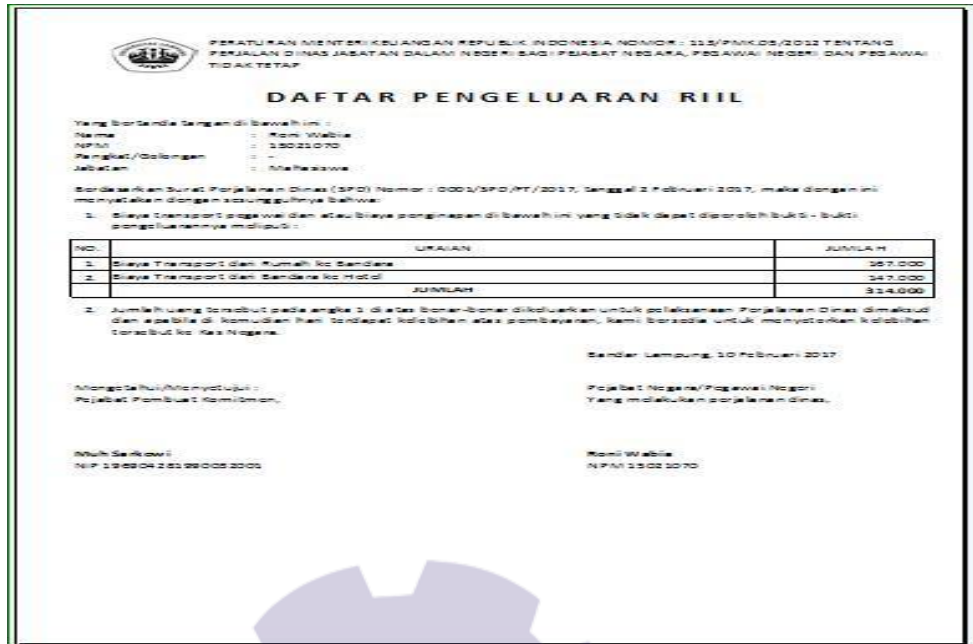 PERATURAN MENTERI KEUANGAN REPUBLIK INDONESIA NOMOR : 113/PMK.05/2012 TENTANG
PERJALAN DINAS JABATAN DALAM NEGERI BAGI PEJABAT NEGARA, PEGAWAI NEGERI DAN PEGAWAI
TIDAK TETAP
DAFTAR PENGELUARAN RIIL
Yang bertanda tangan di bawah ini :
Nama : Roni Wabia
NPM : 15021070
Pangkat/Golongan : -
Jabatan : Mahasiswa
Berdasarkan Surat Perjalanan Dinas (SPD) Nomor : 0001/SPD/PT/2017, tanggal 2 Pebruari 2017, maka dengan ini
menyatakan dengan sesungguhnya bahwa:
1. Biaya transport pegawai dan atau biaya penginapan di bawah ini yang tidak dapat diperoleh bukti - bukti
pengeluarannya meliputi :
NO. URAIAN JUMLAH
1. Biaya Transport dari Rumah ke Bandara 167.000
2. Biaya Transport dari Bandara ke Hotel 147.000
JUMLAH 314.000
2. Jumlah uang tersebut pada angka 1 di atas benar-benar dikeluarkan untuk pelaksanaan Perjalanan Dinas dimaksud
dan apabila di kemudian hari terdapat kelebihan atas pembayaran, kami bersedia untuk menyetorkan kelebihan
tersebut ke Kas Negara.
Bandar Lampung, 10 Pebruari 2017
Mengetahui/Menyetujui :
Pejabat Pembuat Komitmen,
Pejabat Negara/Pegawai Negeri
Yang melakukan perjalanan dinas,
Muh Sarkowi
NIP
Roni Wabia
NPM 15021070